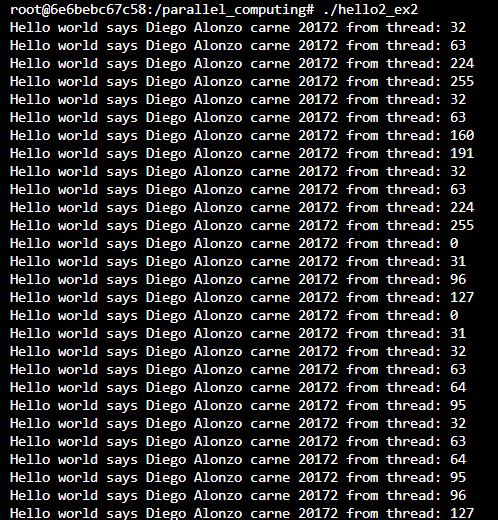 root@6e6bebc67c58:/parallel_computing# ./hello2_ex2
Hello world says Diego Alonzo carne 20172 from thread: 32
Hello world says Diego Alonzo carne 20172 from thread: 63
Hello world says Diego Alonzo carne 20172 from thread: 224
Hello world says Diego Alonzo carne 20172 from thread: 255
Hello world says Diego Alonzo carne 20172 from thread: 32
Hello world says Diego Alonzo carne 20172 from thread: 63
Hello world says Diego Alonzo carne 20172 from thread: 160
Hello world says Diego Alonzo carne 20172 from thread: 191
Hello world says Diego Alonzo carne 20172 from thread: 32
Hello world says Diego Alonzo carne 20172 from thread: 63
Hello world says Diego Alonzo carne 20172 from thread: 224
Hello world says Diego Alonzo carne 20172 from thread: 255
Hello world says Diego Alonzo carne 20172 from thread: 0
Hello world says Diego Alonzo carne 20172 from thread: 31
Hello world says Diego Alonzo carne 20172 from thread: 96
Hello world says Diego Alonzo carne 20172 from thread: 127
Hello world says Diego Alonzo carne 20172 from thread: 0
Hello world says Diego Alonzo carne 20172 from thread: 31
Hello world says Diego Alonzo carne 20172 from thread: 32
Hello world says Diego Alonzo carne 20172 from thread: 63
Hello world says Diego Alonzo carne 20172 from thread: 64
Hello world says Diego Alonzo carne 20172 from thread: 95
Hello world says Diego Alonzo carne 20172 from thread: 32
Hello world says Diego Alonzo carne 20172 from thread: 63
Hello world says Diego Alonzo carne 20172 from thread: 64
Hello world says Diego Alonzo carne 20172 from thread: 95
Hello world says Diego Alonzo carne 20172 from thread: 96
Hello world says Diego Alonzo carne 20172 from thread: 127